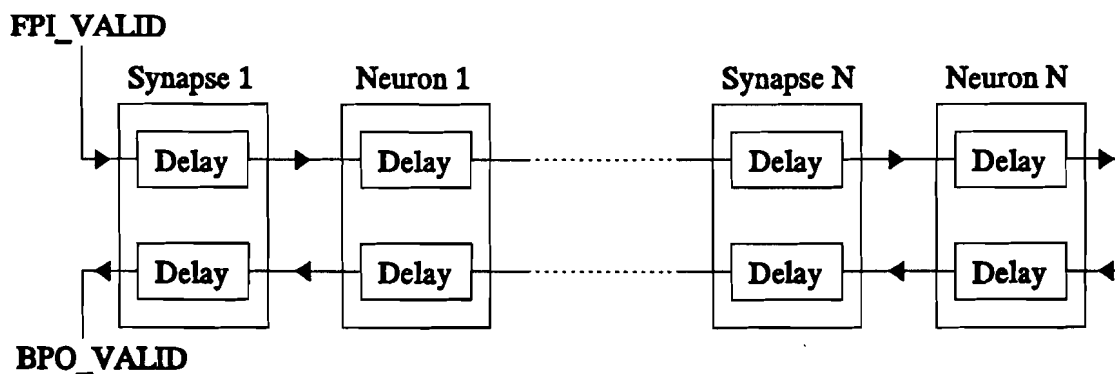 FPI_VALID
Synapse 1 Neuron 1 Synapse N Neuron N
Delay Delay Delay Delay
Delay Delay Delay Delay
BPO_VALID